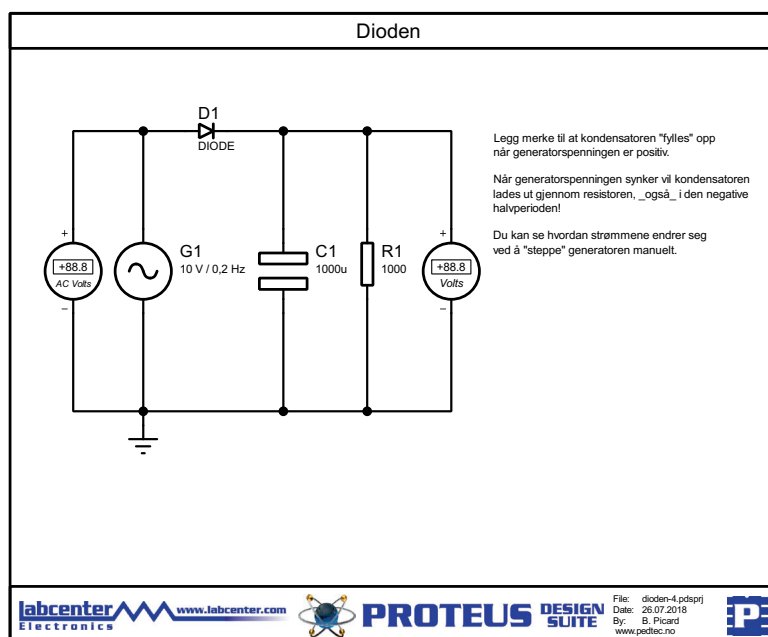 Dioden
D1
DIODE
Legg merke til at kondensatoren "fylles" opp
når generatorspenningen er positiv.
Når generatorspenningen synker vil kondensatoren
lades ut gjennom resistoren, _også_ i den negative
halvperioden!
Du kan se hvordan strømmene endrer seg
ved å "steppe" generatoren manuelt.
+
+88.8
AC Volts
–
G1
10 V / 0,2 Hz
C1
1000u
R1
1000
+
+88.8
Volts
–
labcenter
Electronics
www.labcenter.com
PROTEUS
DESIGN
SUITE
File: dioden-4.pdsprj
Date: 26.07.2018
By: B. Picard
www.pedtec.no
P